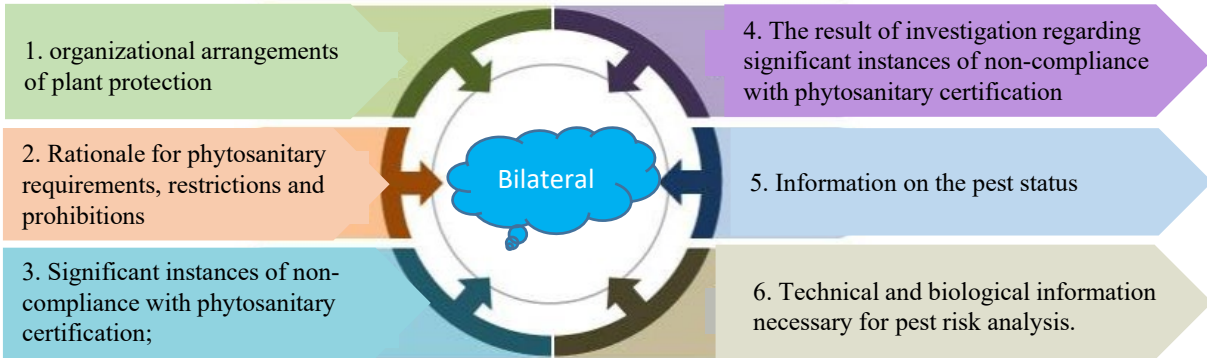 1. organizational arrangements
of plant protection
2. Rationale for phytosanitary
requirements, restrictions and
prohibitions
3. Significant instances of non-
compliance with phytosanitary
certification;
Bilateral
4. The result of investigation regarding
significant instances of non-compliance
with phytosanitary certification
5. Information on the pest status
6. Technical and biological information
necessary for pest risk analysis.